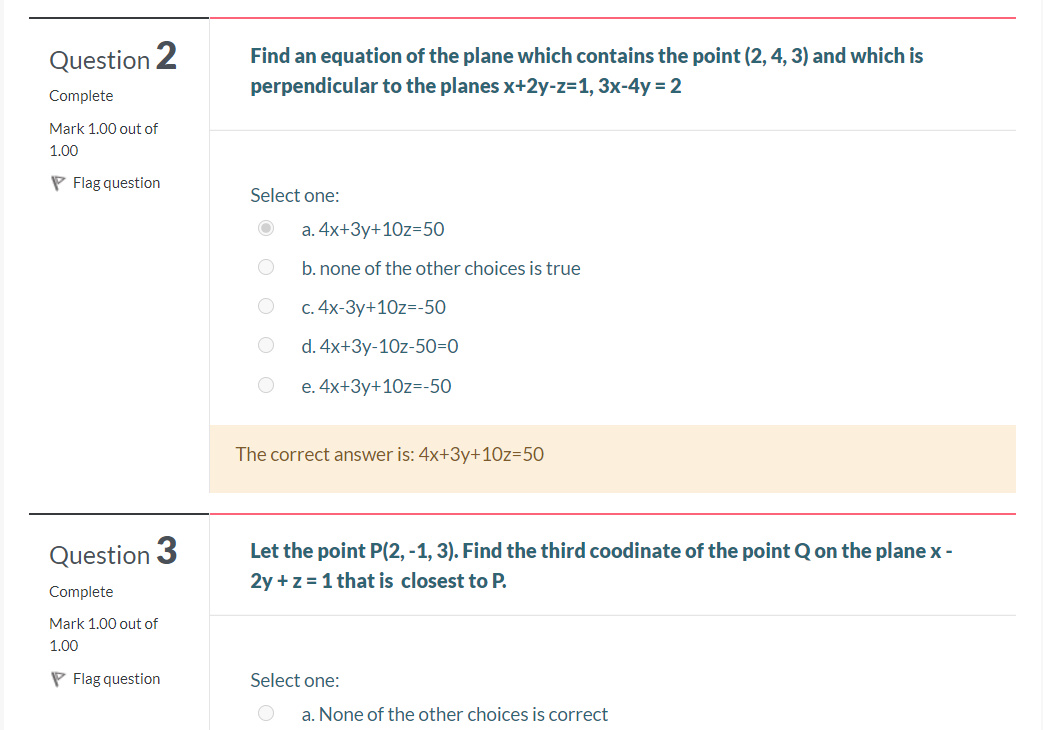 Question 2
Complete
Mark 1.00 out of
1.00
Flag question
Find an equation of the plane which contains the point (2, 4, 3) and which is
perpendicular to the planes x+2y-z=1, 3x-4y = 2
Select one:
a. 4x+3y+10z=50
b. none of the other choices is true
c. 4x-3y+10z=-50
d. 4x+3y-10z-50=0
e. 4x+3y+10z=-50
The correct answer is: 4x+3y+10z=50
Question 3
Complete
Mark 1.00 out of
1.00
Flag question
Let the point P(2, -1, 3). Find the third coodinate of the point Q on the plane x -
2y + z = 1 that is closest to P.
Select one:
a. None of the other choices is correct